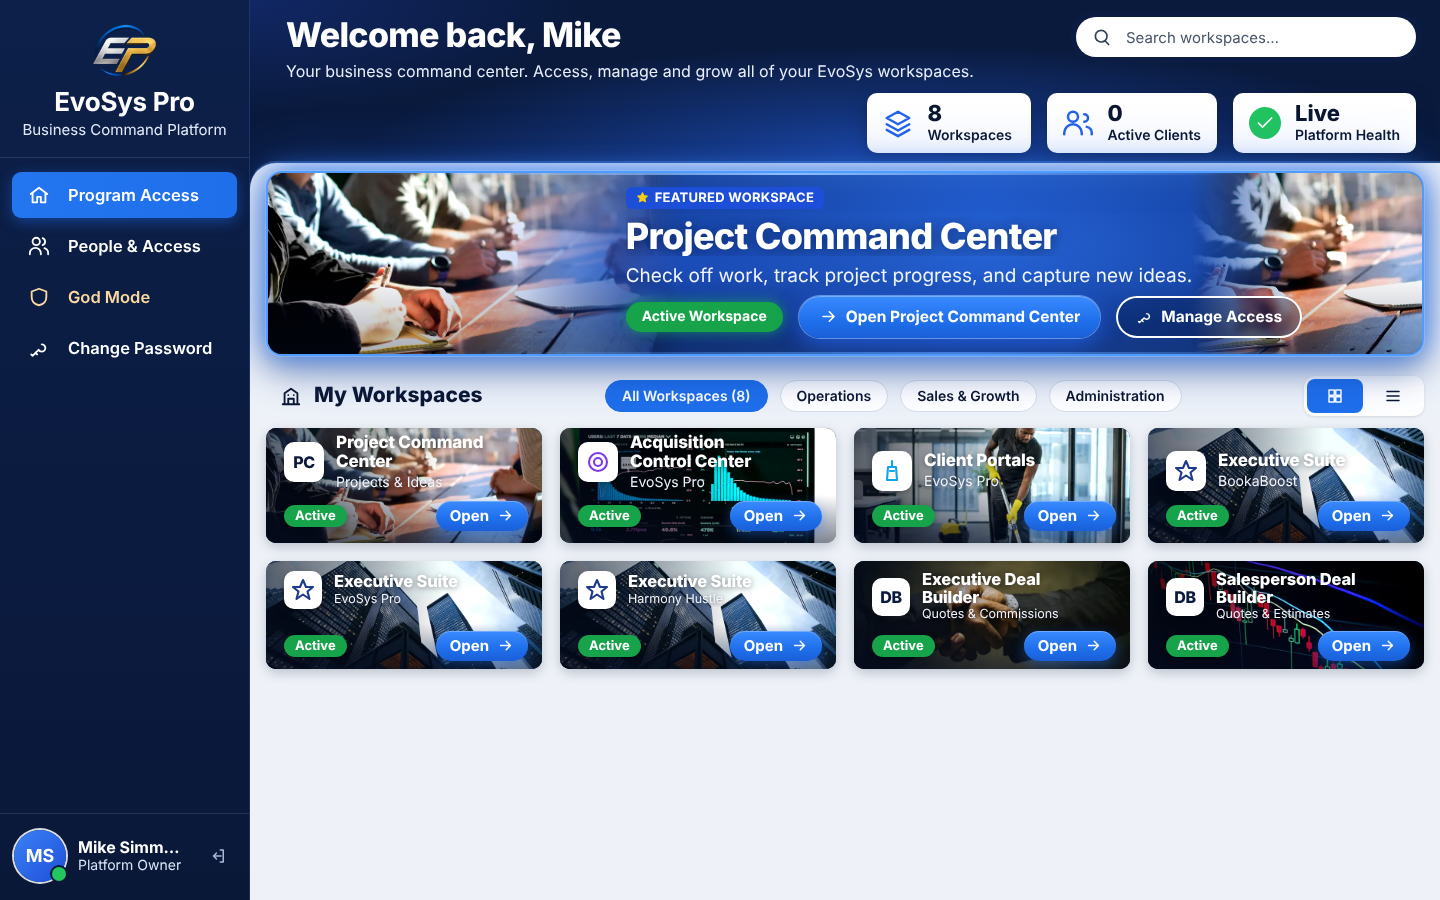 EP
EvoSys Pro
Business Command Platform
Program Access
People & Access
God Mode
Change Password
MS
Mike Simm...
Platform Owner
Welcome back, Mike
Your business command center. Access, manage and grow all of your EvoSys workspaces.
Search workspaces...
8
Workspaces
0
Active Clients
Live
Platform Health
FEATURED WORKSPACE
Project Command Center
Check off work, track project progress, and capture new ideas.
Active Workspace
Open Project Command Center
Manage Access
My Workspaces
All Workspaces (8)
Operations
Sales & Growth
Administration
PC
Project Command
Center
Projects & Ideas
Active
Open
Acquisition
Control Center
EvoSys Pro
Active
Open
Client Portals
EvoSys Pro
Active
Open
Executive Suite
BookaBoost
Active
Open
Executive Suite
EvoSys Pro
Active
Open
Executive Suite
Harmony Hustle
Active
Open
DB
Executive Deal
Builder
Quotes & Commissions
Active
Open
DB
Salesperson Deal
Builder
Quotes & Estimates
Active
Open